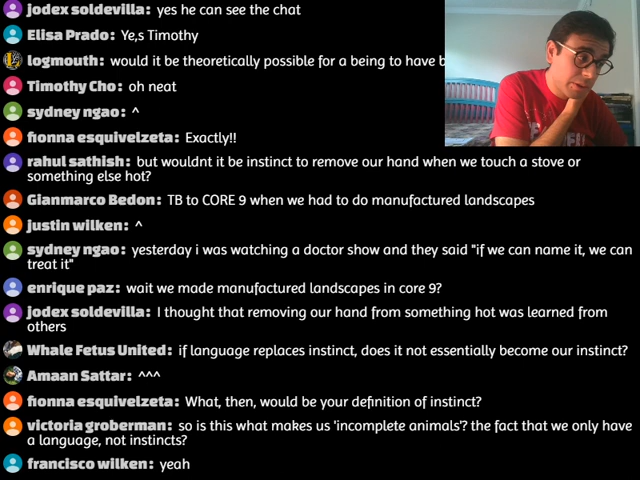 jodex soldevilla: yes he can see the chat
Elisa Prado: Ye,s Timothy
logmouth: would it be theoretically possible for a being to have b
Timothy Cho: oh neat
sydney ngao: ^
fıonna esquivelzeta: Exactly!!
rahul sathish: but wouldnt it be instinct to remove our hand when we touch a stove or
something else hot?
Gianmarco Bedon: TB to CORE 9 when we had to do manufactured landscapes
justin wilken: ^
sydney ngao: yesterday i was watching a doctor show and they said "if we can name it, we can
treat it"
enrique paz: wait we made manufactured landscapes in core 9?
jodex soldevilla: I thought that removing our hand from something hot was learned from
others
Whale Fetus United: if language replaces instinct, does it not essentially become our instinct?
Amaan Sattar: ^^^
fıonna esquivelzeta: What, then, would be your definition of instinct?
victoria groberman: so is this what makes us 'incomplete animals'? the fact that we only have
a language, not instincts?
francisco wilken: yeah